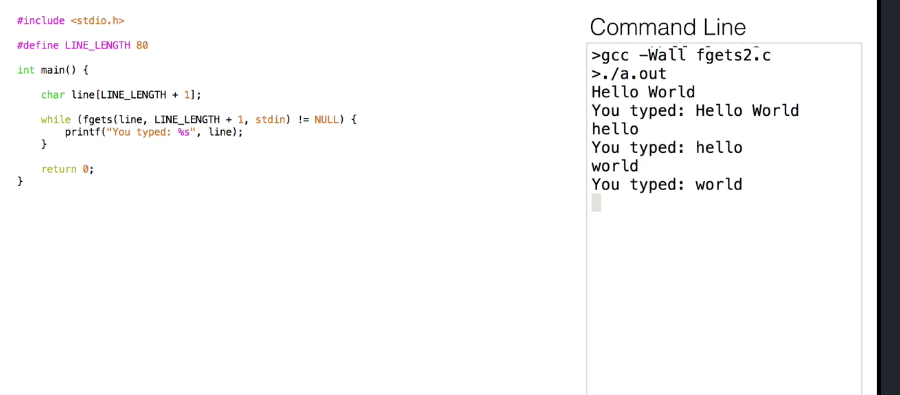 #include <stdio.h>
#define LINE_LENGTH 80
int main() {
char line[LINE_LENGTH + 1];
while (fgets(line, LINE_LENGTH + 1, stdin) != NULL) {
printf("You typed: %s", line);
}
return 0;
}
Command Line
>gcc -Wall fgets2.c
>./a.out
Hello World
You typed: Hello World
hello
You typed: hello
world
You typed: world